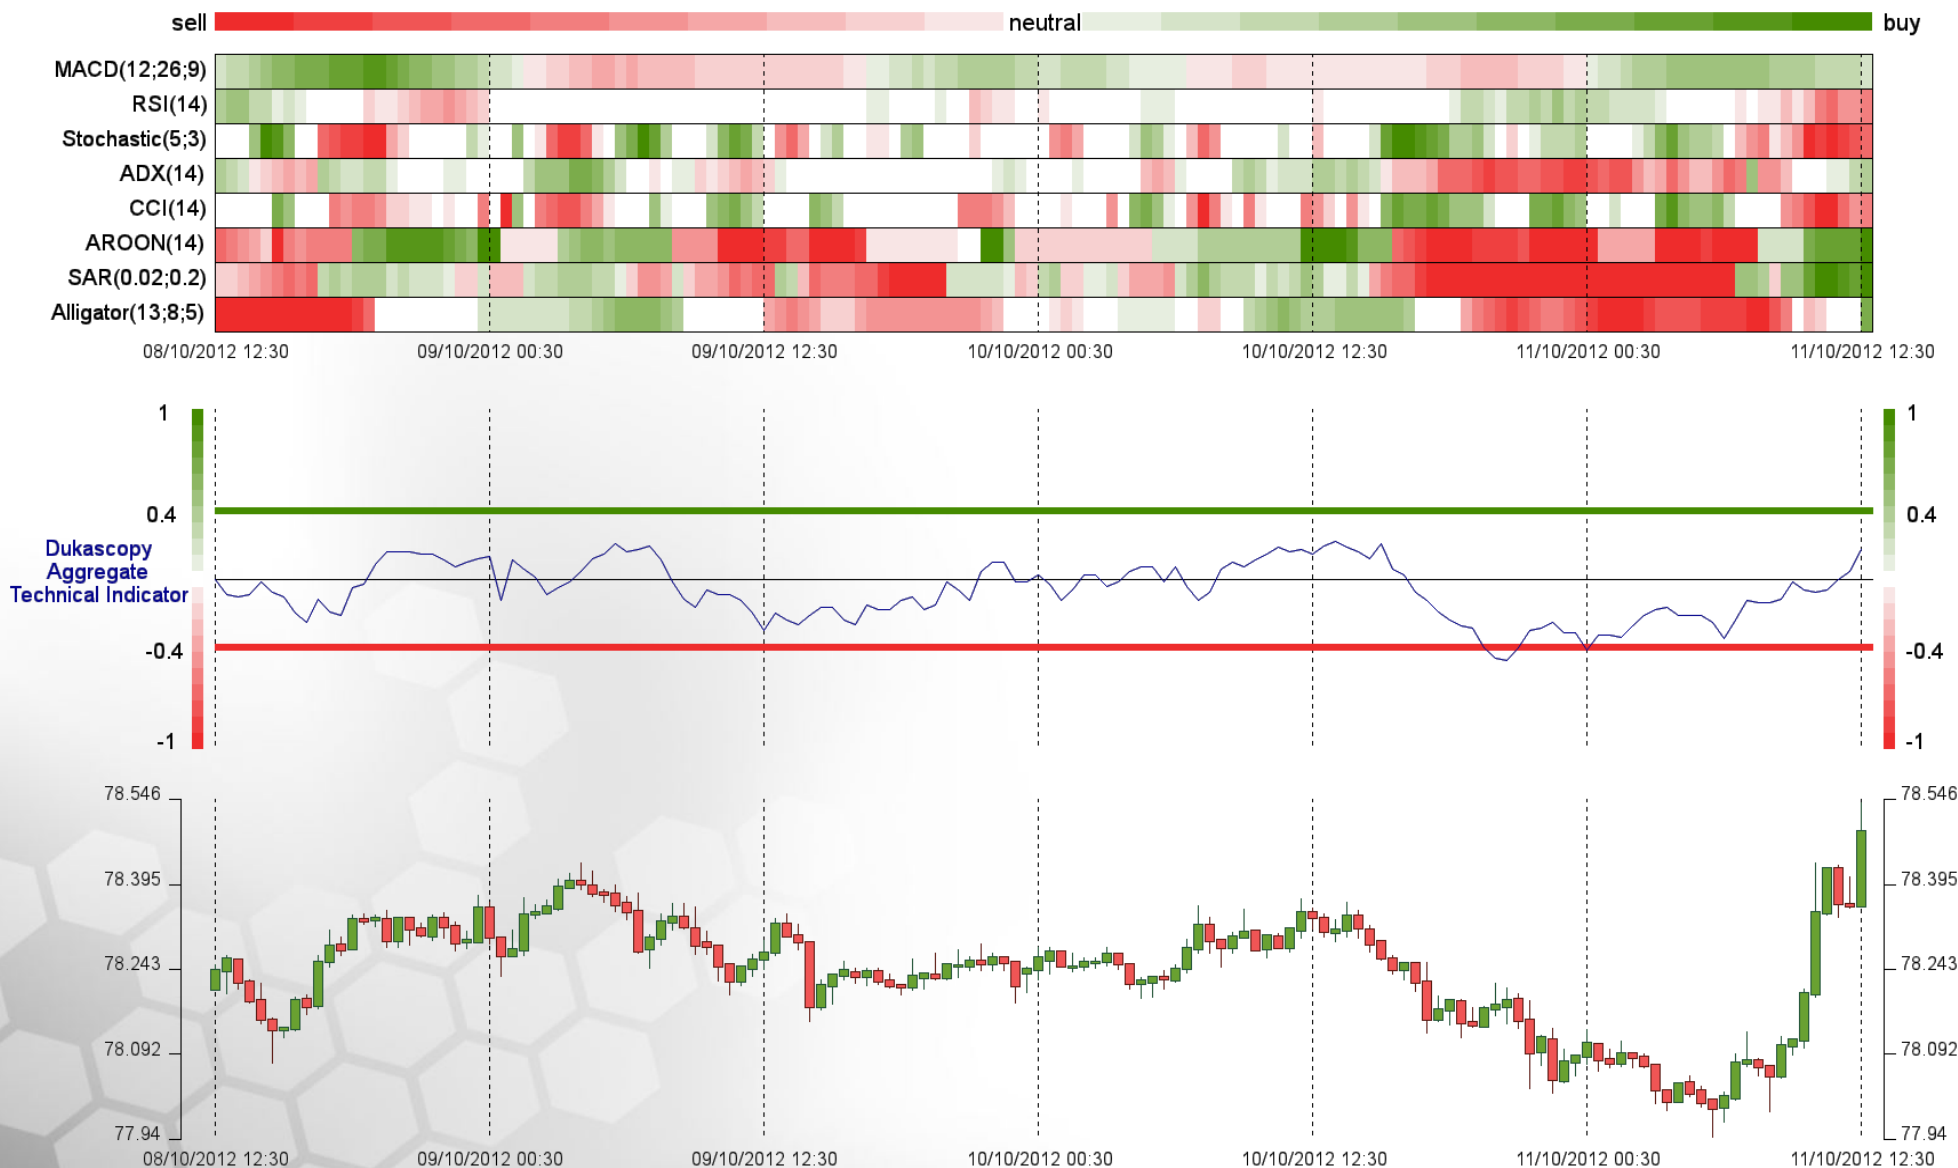 sell neutral buy
MACD(12;26;9)
RSI(14)
Stochastic(5;3)
ADX(14)
CCI(14)
AROON(14)
SAR(0.02;0.2)
Alligator(13;8;5)
08/10/2012 12:30 09/10/2012 00:30 09/10/2012 12:30 10/10/2012 00:30 10/10/2012 12:30 11/10/2012 00:30 11/10/2012 12:30
1 1
0.4 0.4
Dukascopy
Aggregate
Technical Indicator
-0.4 -0.4
-1 -1
78.546 78.546
78.395 78.395
78.243 78.243
78.092 78.092
77.94 77.94
08/10/2012 12:30 09/10/2012 00:30 09/10/2012 12:30 10/10/2012 00:30 10/10/2012 12:30 11/10/2012 00:30 11/10/2012 12:30